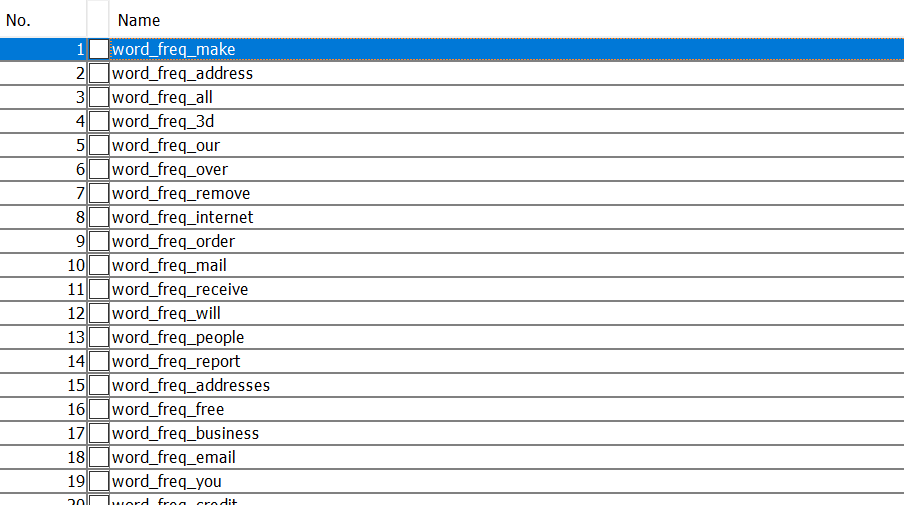 No. Name
1 word_freq_make
2 word_freq_address
3 word_freq_all
4 word_freq_3d
5 word_freq_our
6 word_freq_over
7 word_freq_remove
8 word_freq_internet
9 word_freq_order
10 word_freq_mail
11 word_freq_receive
12 word_freq_will
13 word_freq_people
14 word_freq_report
15 word_freq_addresses
16 word_freq_free
17 word_freq_business
18 word_freq_email
19 word_freq_you
20 word_freq_credit